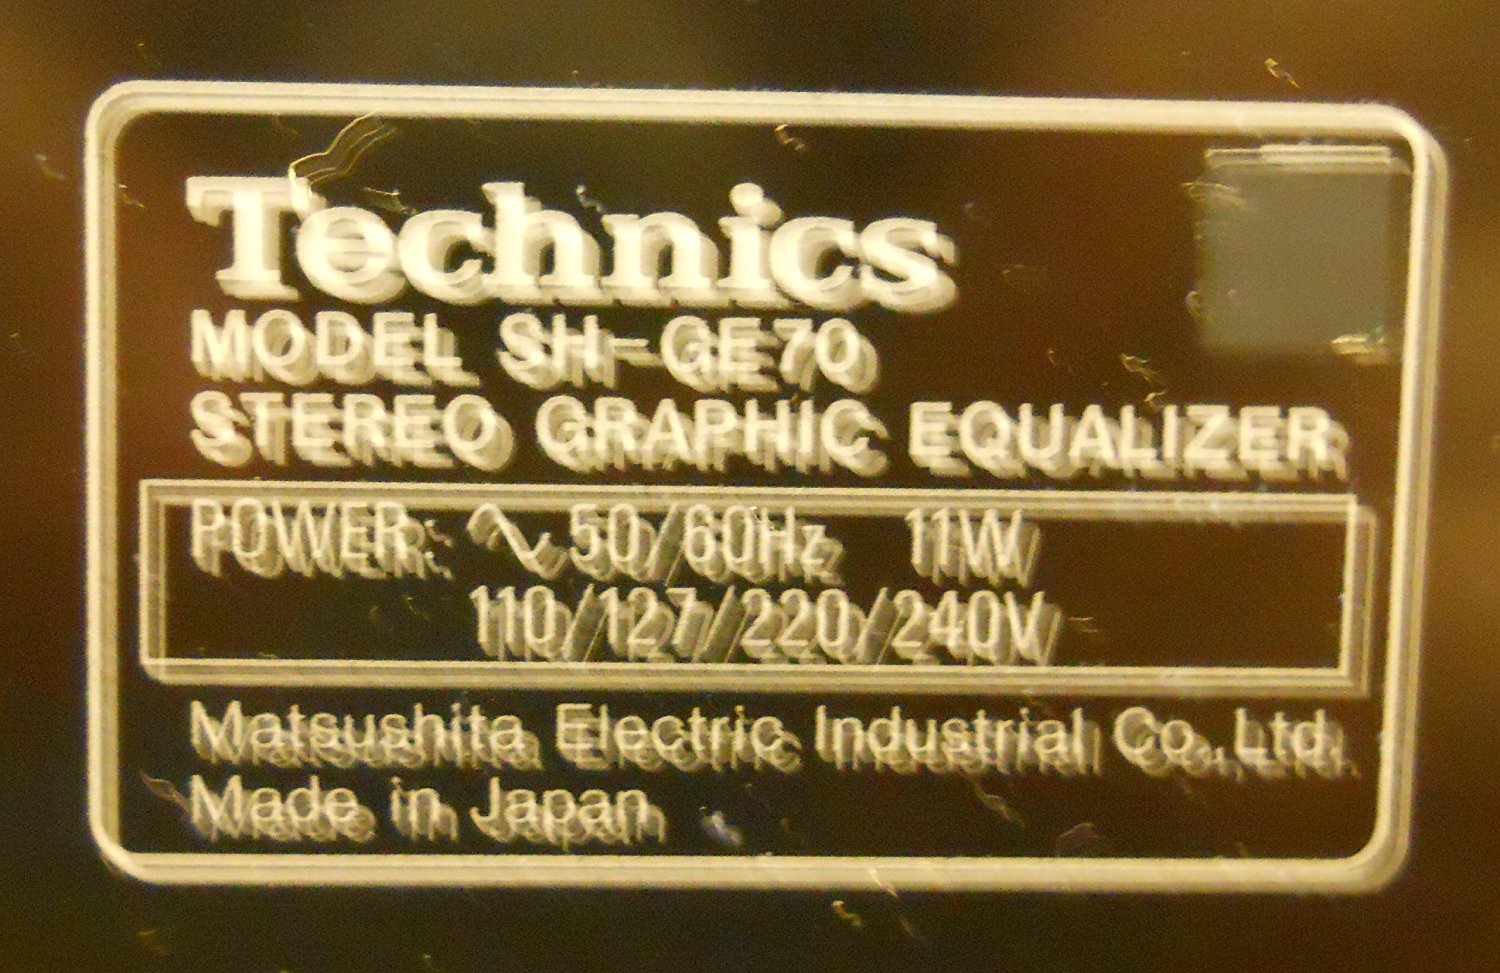 Technics
MODEL SH-GE70
STEREO GRAPHIC EQUALIZER
POWER: ∿ 50/60Hz 11W
110/127/220/240V
Matsushita Electric Industrial Co.,Ltd.
Made in Japan